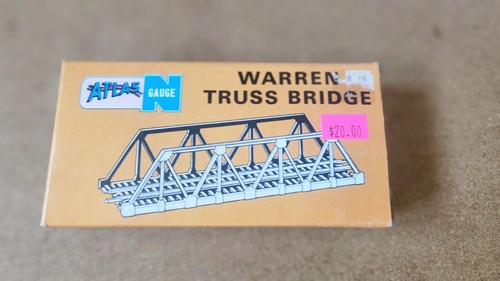 ATLAS
N
GAUGE
WARREN
TRUSS BRIDGE
$20.00